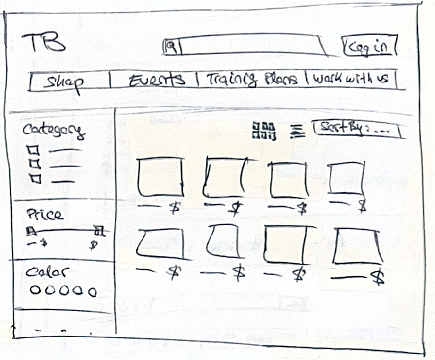 TB
Log in
Shop | Events | Training Plans | Work with us
Category
Sort By: ....
$ $ $ $
Price
$ $
$ $ $ $
Color